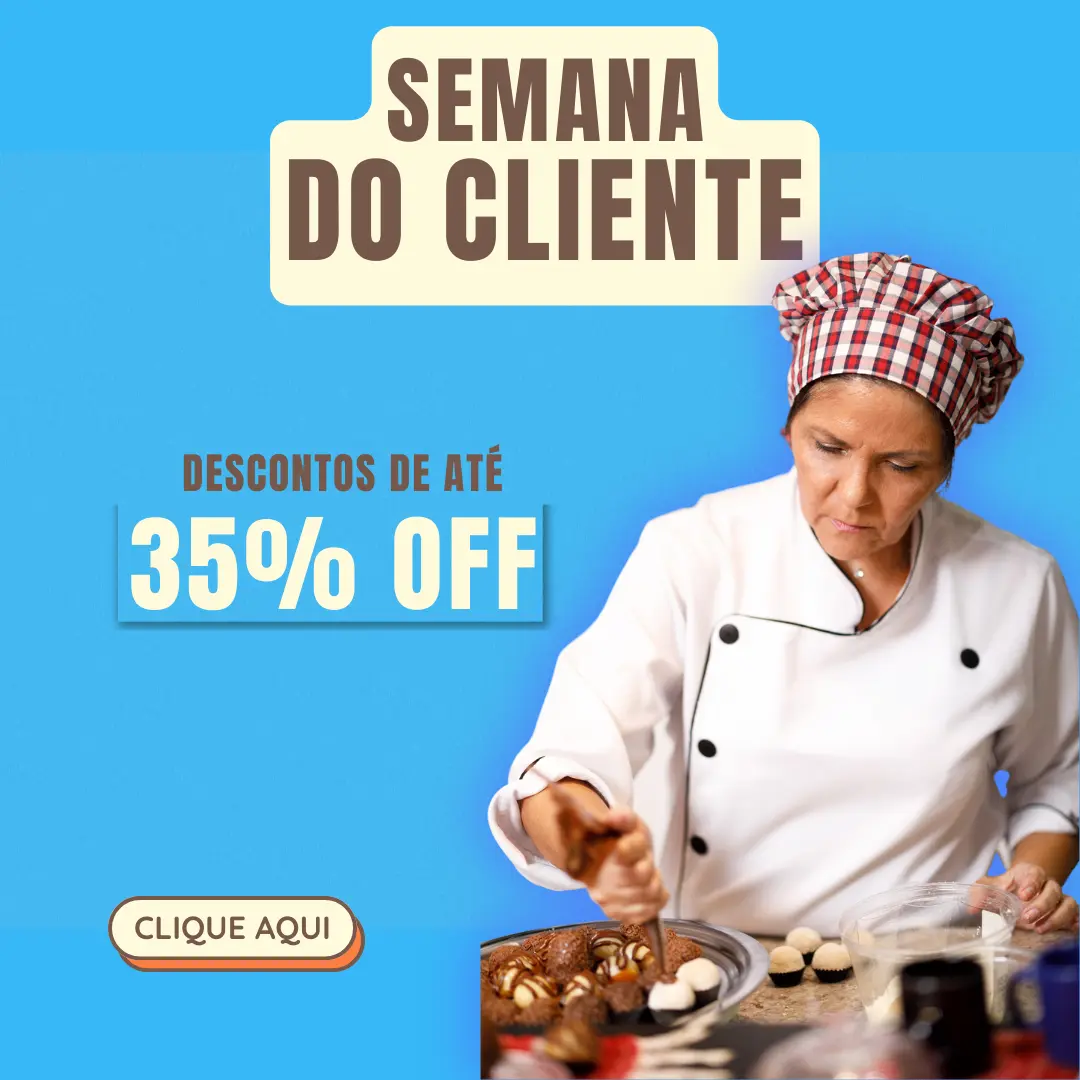 SEMANA
DO CLIENTE
DESCONTOS DE ATÉ
35% OFF
CLIQUE AQUI